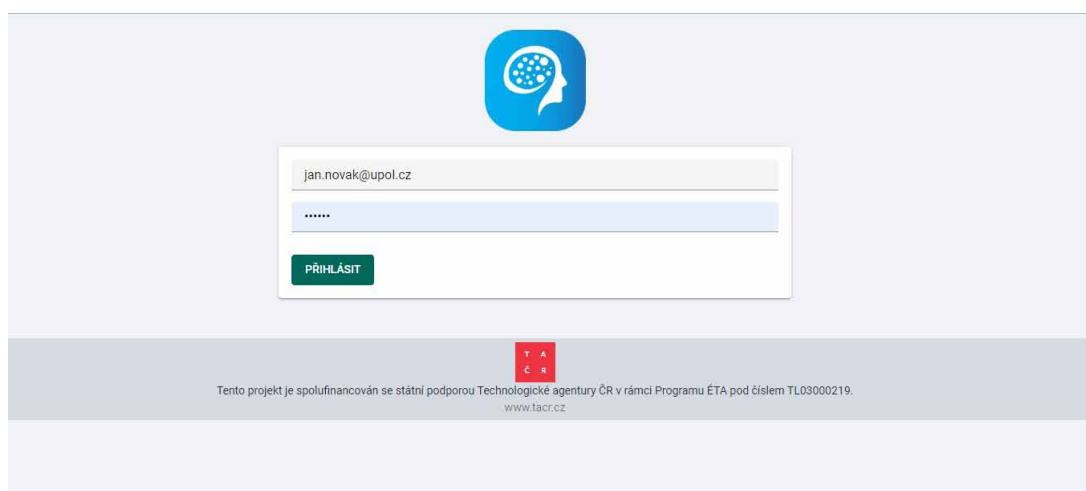 jan.novak@upol.cz
••••••
PŘIHLÁSIT
T A
Č R
Tento projekt je spolufinancován se státní podporou Technologické agentury ČR v rámci Programu ÉTA pod číslem TL03000219.
www.tacr.cz